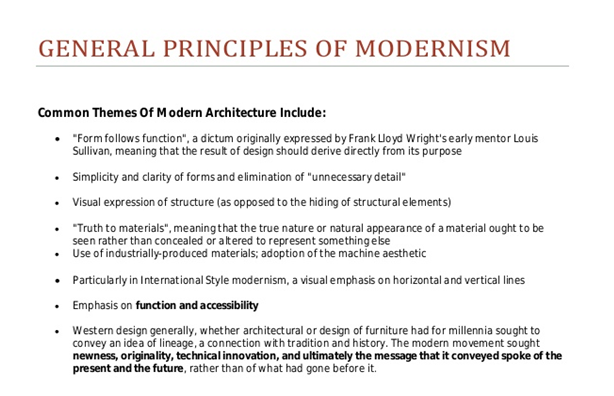 GENERAL PRINCIPLES OF MODERNISM
Common Themes Of Modern Architecture Include:
• "Form follows function", a dictum originally expressed by Frank Lloyd Wright's early mentor Louis
Sullivan, meaning that the result of design should derive directly from its purpose
• Simplicity and clarity of forms and elimination of "unnecessary detail"
• Visual expression of structure (as opposed to the hiding of structural elements)
• "Truth to materials", meaning that the true nature or natural appearance of a material ought to be
seen rather than concealed or altered to represent something else
• Use of industrially-produced materials; adoption of the machine aesthetic
• Particularly in International Style modernism, a visual emphasis on horizontal and vertical lines
• Emphasis on function and accessibility
• Western design generally, whether architectural or design of furniture had for millennia sought to
convey an idea of lineage, a connection with tradition and history. The modern movement sought
newness, originality, technical innovation, and ultimately the message that it conveyed spoke of the
present and the future, rather than of what had gone before it.